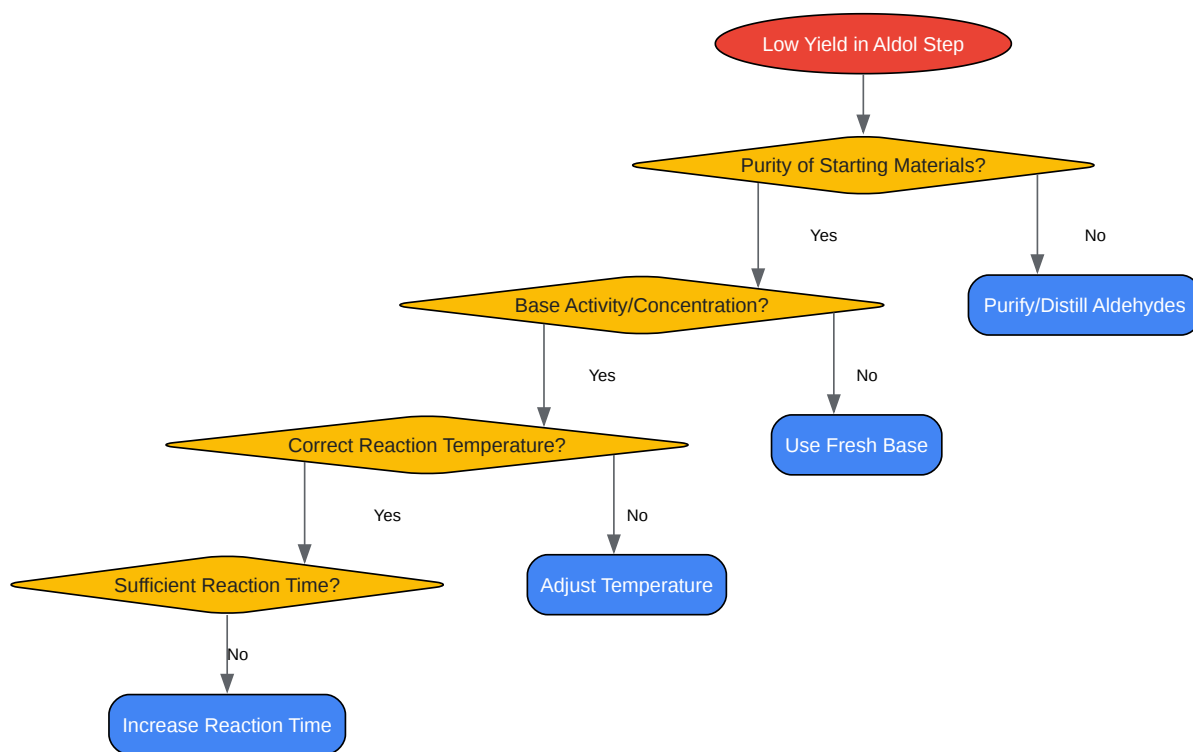 Low Yield in Aldol Step
Purity of Starting Materials?
Yes
No
Base Activity/Concentration?
Purify/Distill Aldehydes
Yes
No
Correct Reaction Temperature?
Use Fresh Base
Yes
No
Sufficient Reaction Time?
Adjust Temperature
No
Increase Reaction Time